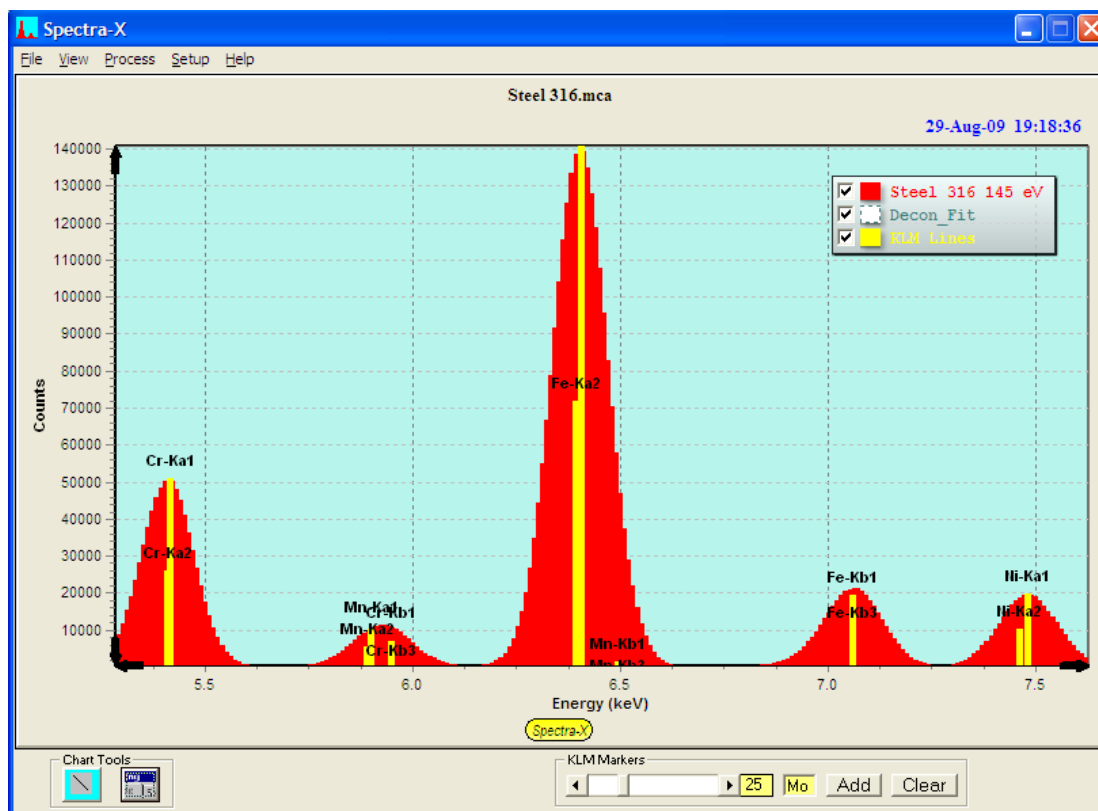 Spectra-X
File View Process Setup Help
Steel 316.mca
29-Aug-09 19:18:36
140000
130000
120000
110000
100000
90000
80000
70000
60000
50000
40000
30000
20000
10000
Counts
Steel 316 145 eV
Decon_Fit
KLM Lines
Fe-Ka2
Cr-Ka1
Cr-Ka2
Mn-Ka1
Cr-Kb1
Mn-Ka2
Cr-Kb3
Mn-Kb1
Mn-Kb3
Fe-Kb1
Fe-Kb3
Ni-Ka1
Ni-Ka2
5.5 6.0 6.5 7.0 7.5
Energy (keV)
Spectra-X
Chart Tools
KLM Markers
25 Mo Add Clear